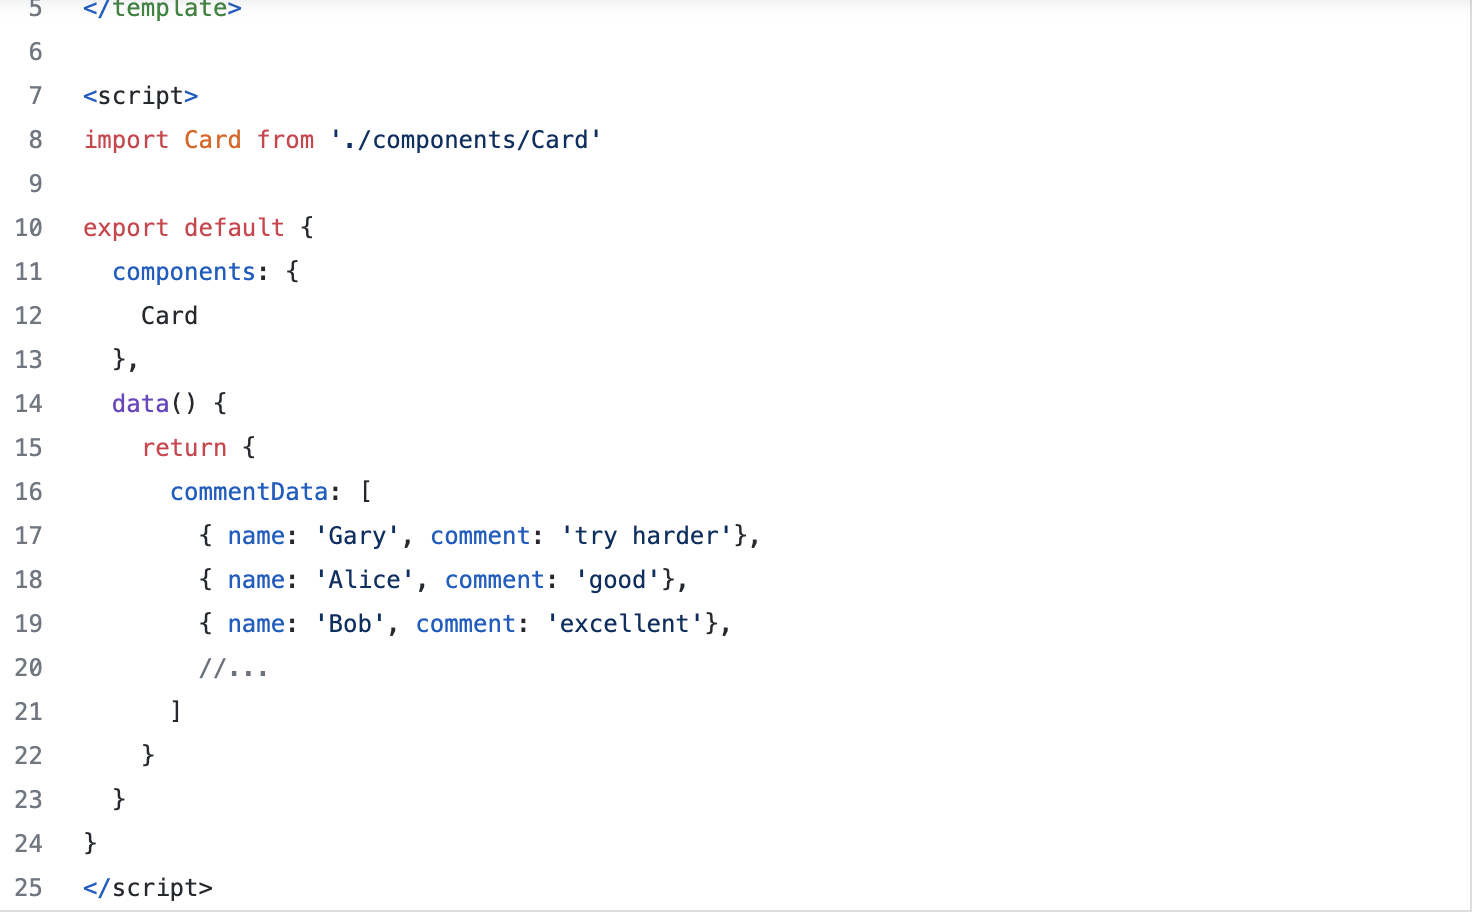 5 </template>
6
7 <script>
8 import Card from './components/Card'
9
10 export default {
11   components: {
12     Card
13   },
14   data() {
15     return {
16       commentData: [
17         { name: 'Gary', comment: 'try harder'},
18         { name: 'Alice', comment: 'good'},
19         { name: 'Bob', comment: 'excellent'},
20         //...
21       ]
22     }
23   }
24 }
25 </script>